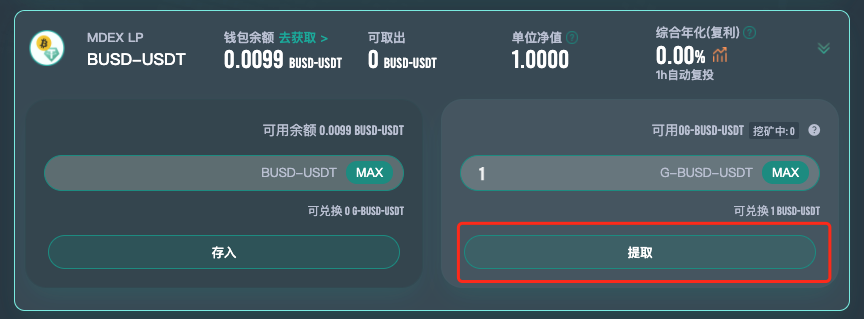 MDEX LP
BUSD-USDT
钱包余额 去获取 >
0.0099 BUSD-USDT
可取出
0 BUSD-USDT
单位净值 ?
1.0000
综合年化(复利) ?
0.00%
1h自动复投
可用余额 0.0099 BUSD-USDT
BUSD-USDT MAX
可兑换 0 G-BUSD-USDT
存入
可用0G-BUSD-USDT 挖矿中: 0 ?
1 G-BUSD-USDT MAX
可兑换 1 BUSD-USDT
提取